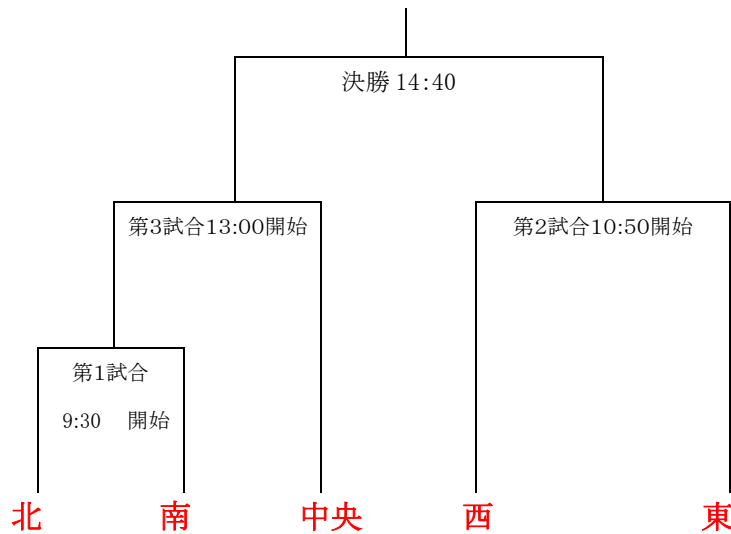 決勝 14:40
第3試合13:00開始
第2試合10:50開始
第1試合
9:30 開始
北 南 中央 西 東